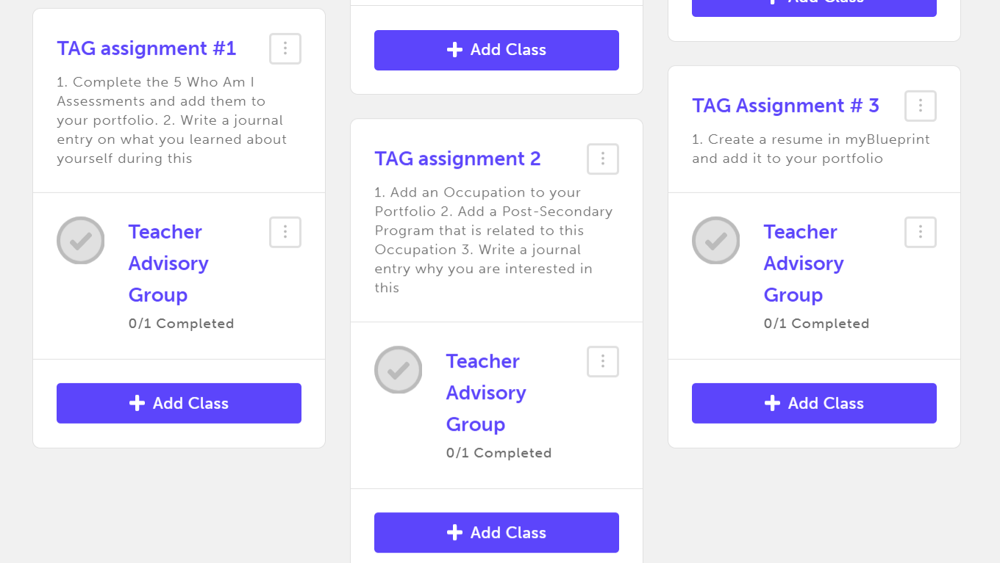 TAG assignment #1
1. Complete the 5 Who Am I
Assessments and add them to
your portfolio. 2. Write a journal
entry on what you learned about
yourself during this
Teacher
Advisory
Group
0/1 Completed
Add Class
Add Class
TAG assignment 2
1. Add an Occupation to your
Portfolio 2. Add a Post-Secondary
Program that is related to this
Occupation 3. Write a journal
entry why you are interested in
this
Teacher
Advisory
Group
0/1 Completed
Add Class
Add Class
TAG Assignment # 3
1. Create a resume in myBlueprint
and add it to your portfolio
Teacher
Advisory
Group
0/1 Completed
Add Class